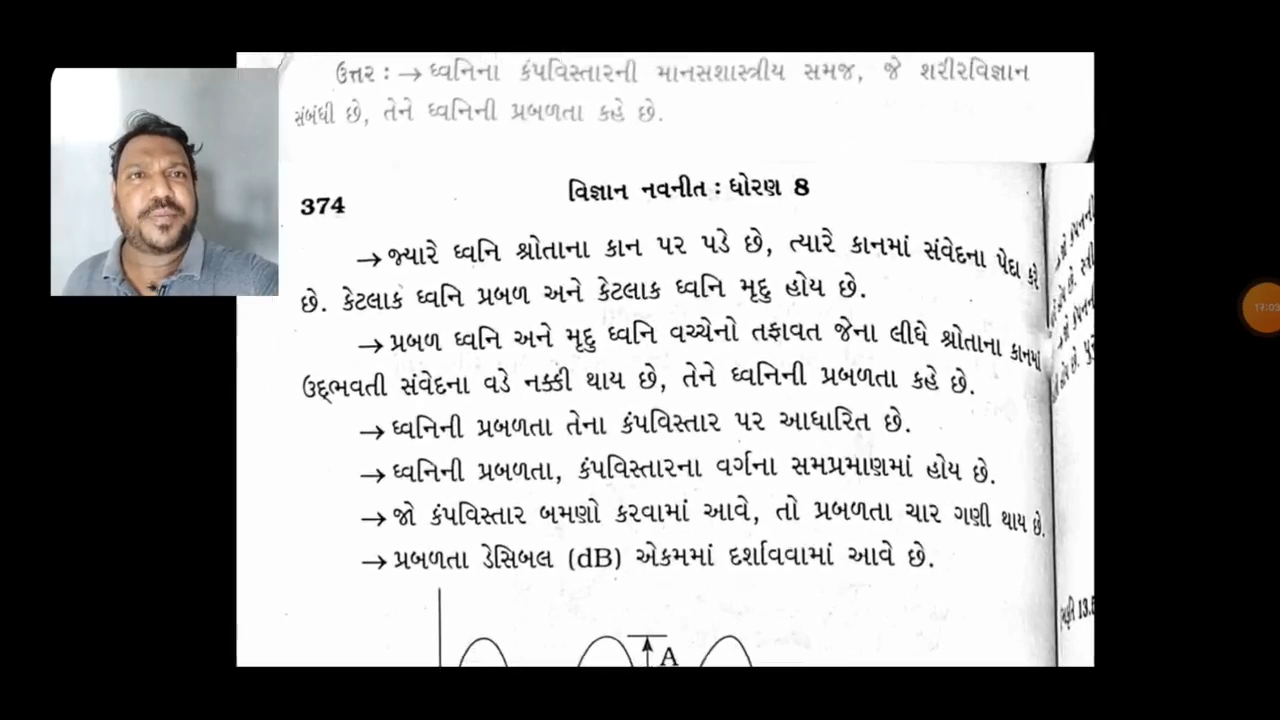 ઉત્તર : → ધ્વનિના કંપવિસ્તારની માનસશાસ્ત્રીય સમજ, જે શરીરવિજ્ઞાન
સંબંધી છે, તેને ધ્વનિની પ્રબળતા કહે છે.
374
વિજ્ઞાન નવનીત : ધોરણ 8
→ જ્યારે ધ્વનિ શ્રોતાના કાન પર પડે છે, ત્યારે કાનમાં સંવેદના પેદા કરે
છે. કેટલાક ધ્વનિ પ્રબળ અને કેટલાક ધ્વનિ મૃદુ હોય છે.
→ પ્રબળ ધ્વનિ અને મૃદુ ધ્વનિ વચ્ચેનો તફાવત જેના લીધે શ્રોતાના કાનમાં
ઉદ્ભવતી સંવેદના વડે નક્કી થાય છે, તેને ધ્વનિની પ્રબળતા કહે છે.
→ ધ્વનિની પ્રબળતા તેના કંપવિસ્તાર પર આધારિત છે.
→ ધ્વનિની પ્રબળતા, કંપવિસ્તારના વર્ગના સમપ્રમાણમાં હોય છે.
→ જો કંપવિસ્તાર બમણો કરવામાં આવે, તો પ્રબળતા ચાર ગણી થાય છે.
→ પ્રબળતા ડેસિબલ (dB) એકમમાં દર્શાવવામાં આવે છે.
A
17:03